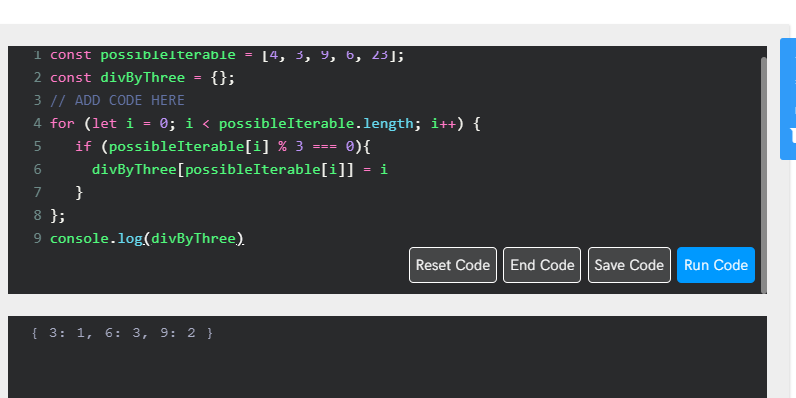 1 const possibleIterable = [4, 3, 9, 6, 23];
2 const divByThree = {};
3 // ADD CODE HERE
4 for (let i = 0; i < possibleIterable.length; i++) {
5 if (possibleIterable[i] % 3 === 0){
6 divByThree[possibleIterable[i]] = i
7 }
8 };
9 console.log(divByThree)
Reset Code End Code Save Code Run Code
{ 3: 1, 6: 3, 9: 2 }